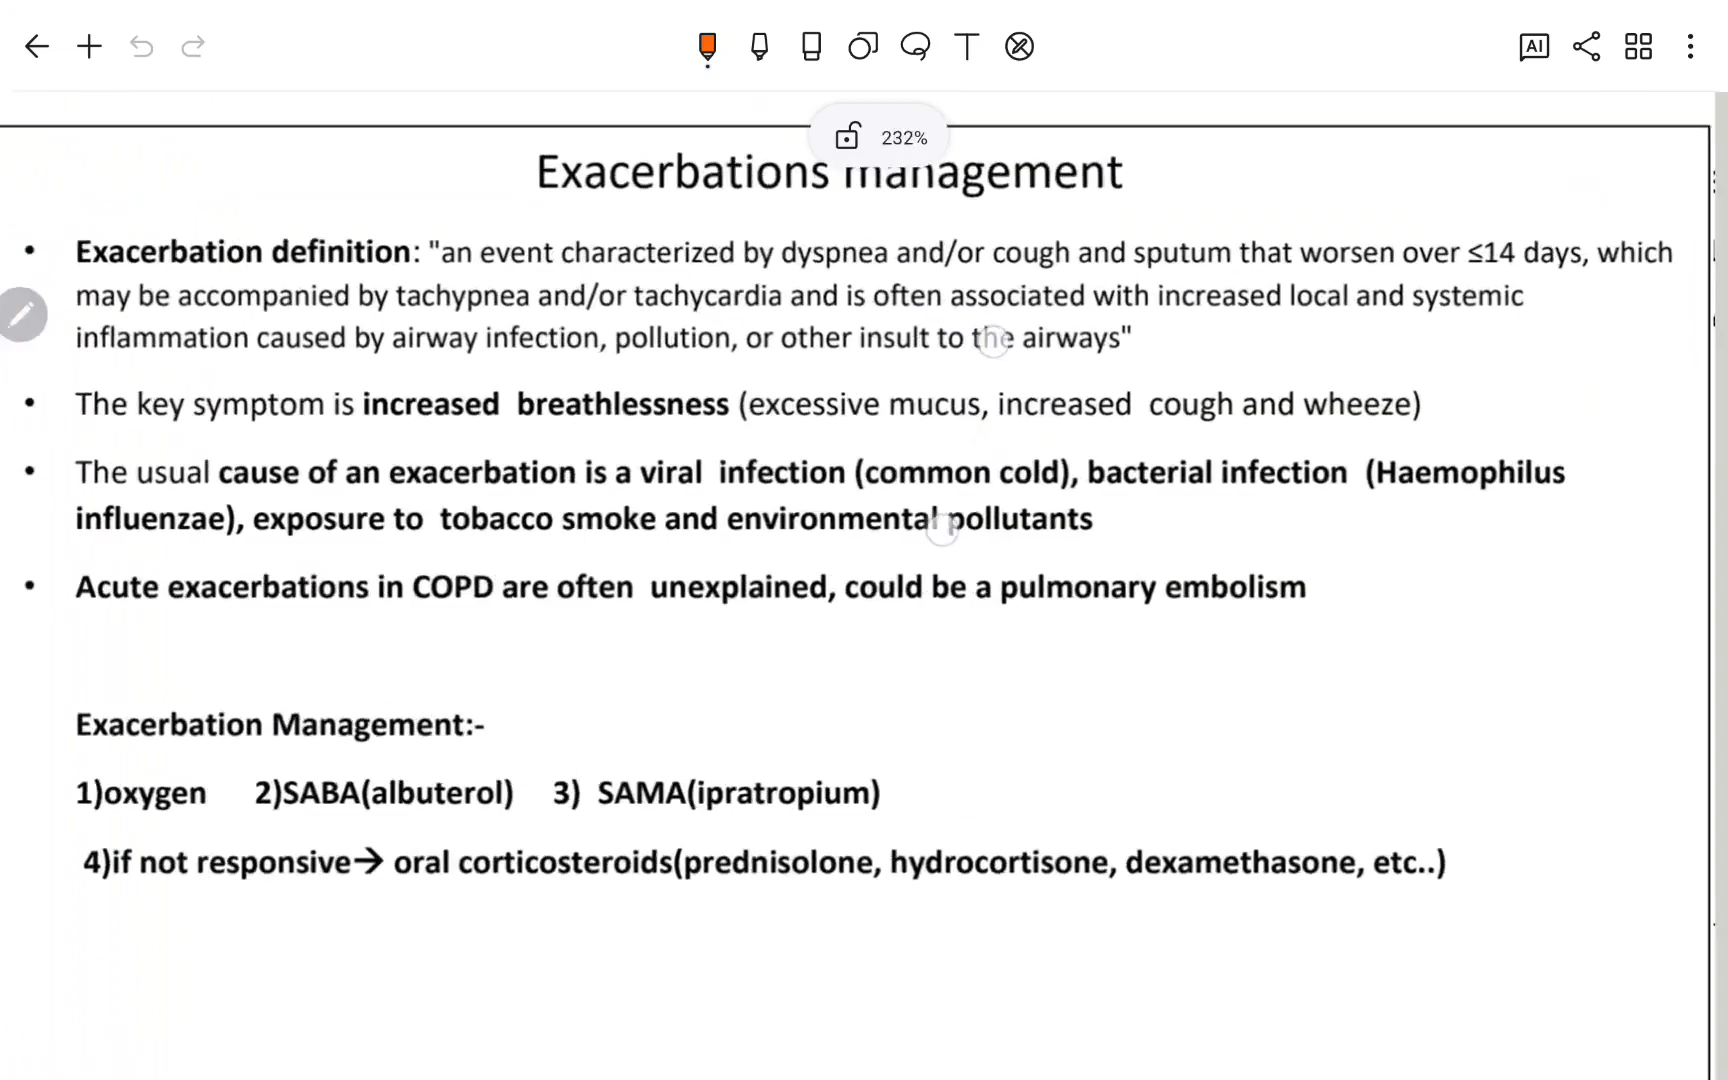 AI
232%
Exacerbations management
• Exacerbation definition: "an event characterized by dyspnea and/or cough and sputum that worsen over ≤14 days, which
may be accompanied by tachypnea and/or tachycardia and is often associated with increased local and systemic
inflammation caused by airway infection, pollution, or other insult to the airways"
• The key symptom is increased breathlessness (excessive mucus, increased cough and wheeze)
• The usual cause of an exacerbation is a viral infection (common cold), bacterial infection (Haemophilus
influenzae), exposure to tobacco smoke and environmental pollutants
• Acute exacerbations in COPD are often unexplained, could be a pulmonary embolism
Exacerbation Management:-
1)oxygen 2)SABA(albuterol) 3) SAMA(ipratropium)
4)if not responsive→ oral corticosteroids(prednisolone, hydrocortisone, dexamethasone, etc..)